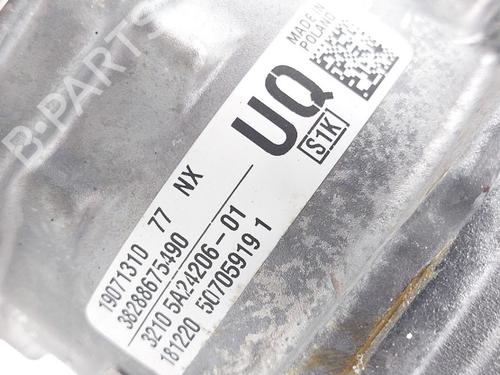 B-PARTS
MADE IN
POLAND
UQ
S1K
19071310 77 NX
38288675490
3210 5A24206-01
181220 507059191